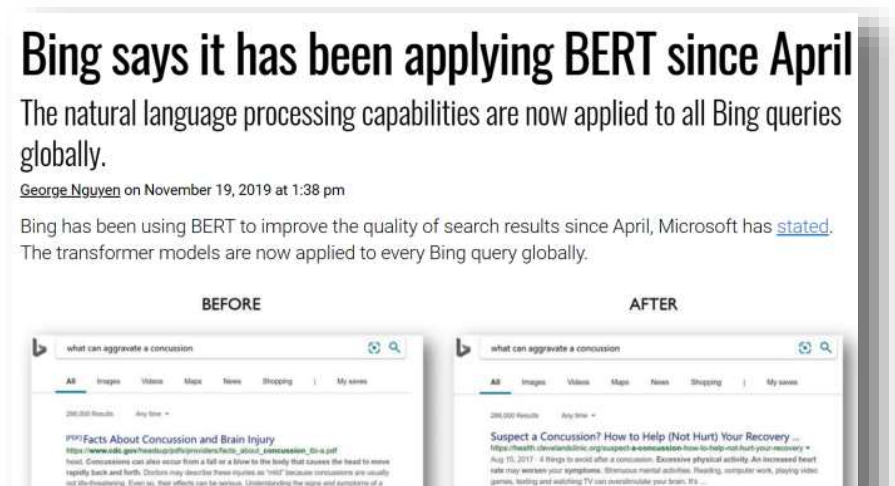 Bing says it has been applying BERT since April
The natural language processing capabilities are now applied to all Bing queries
globally.
George Nguyen on November 19, 2019 at 1:38 pm
Bing has been using BERT to improve the quality of search results since April, Microsoft has stated.
The transformer models are now applied to every Bing query globally.
BEFORE
what can aggravate a concussion
All Images Videos Maps News Shopping | My saves
286,000 Results Any time
[PDF] Facts About Concussion and Brain Injury
https://www.cdc.gov/headsup/pdfs/providers/facts_about_concussion_tbi-a.pdf
head. Concussions can also occur from a fall or a blow to the body that causes the head to move
rapidly back and forth. Doctors may describe these injuries as "mild" because concussions are usually
not life-threatening. Even so, their effects can be serious. Understanding the signs and symptoms of a
AFTER
what can aggravate a concussion
All Images Videos Maps News Shopping | My saves
286,000 Results Any time
Suspect a Concussion? How to Help (Not Hurt) Your Recovery ...
https://health.clevelandclinic.org/suspect-a-concussion-how-to-help-not-hurt-your-recovery
Aug 15, 2017 · 4 things to avoid after a concussion. Excessive physical activity. An increased heart
rate may worsen your symptoms. Strenuous mental activities. Reading, computer work, playing video
games, texting and watching TV can overstimulate your brain. It's ...